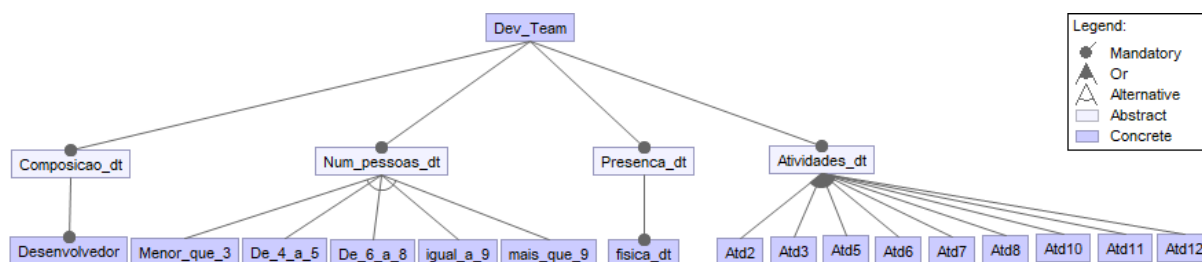 Dev_Team
Legend:
Mandatory
Or
Alternative
Abstract
Concrete
Composicao_dt
Num_pessoas_dt
Presenca_dt
Atividades_dt
Desenvolvedor
Menor_que_3
De_4_a_5
De_6_a_8
igual_a_9
mais_que_9
fisica_dt
Atd2
Atd3
Atd5
Atd6
Atd7
Atd8
Atd10
Atd11
Atd12